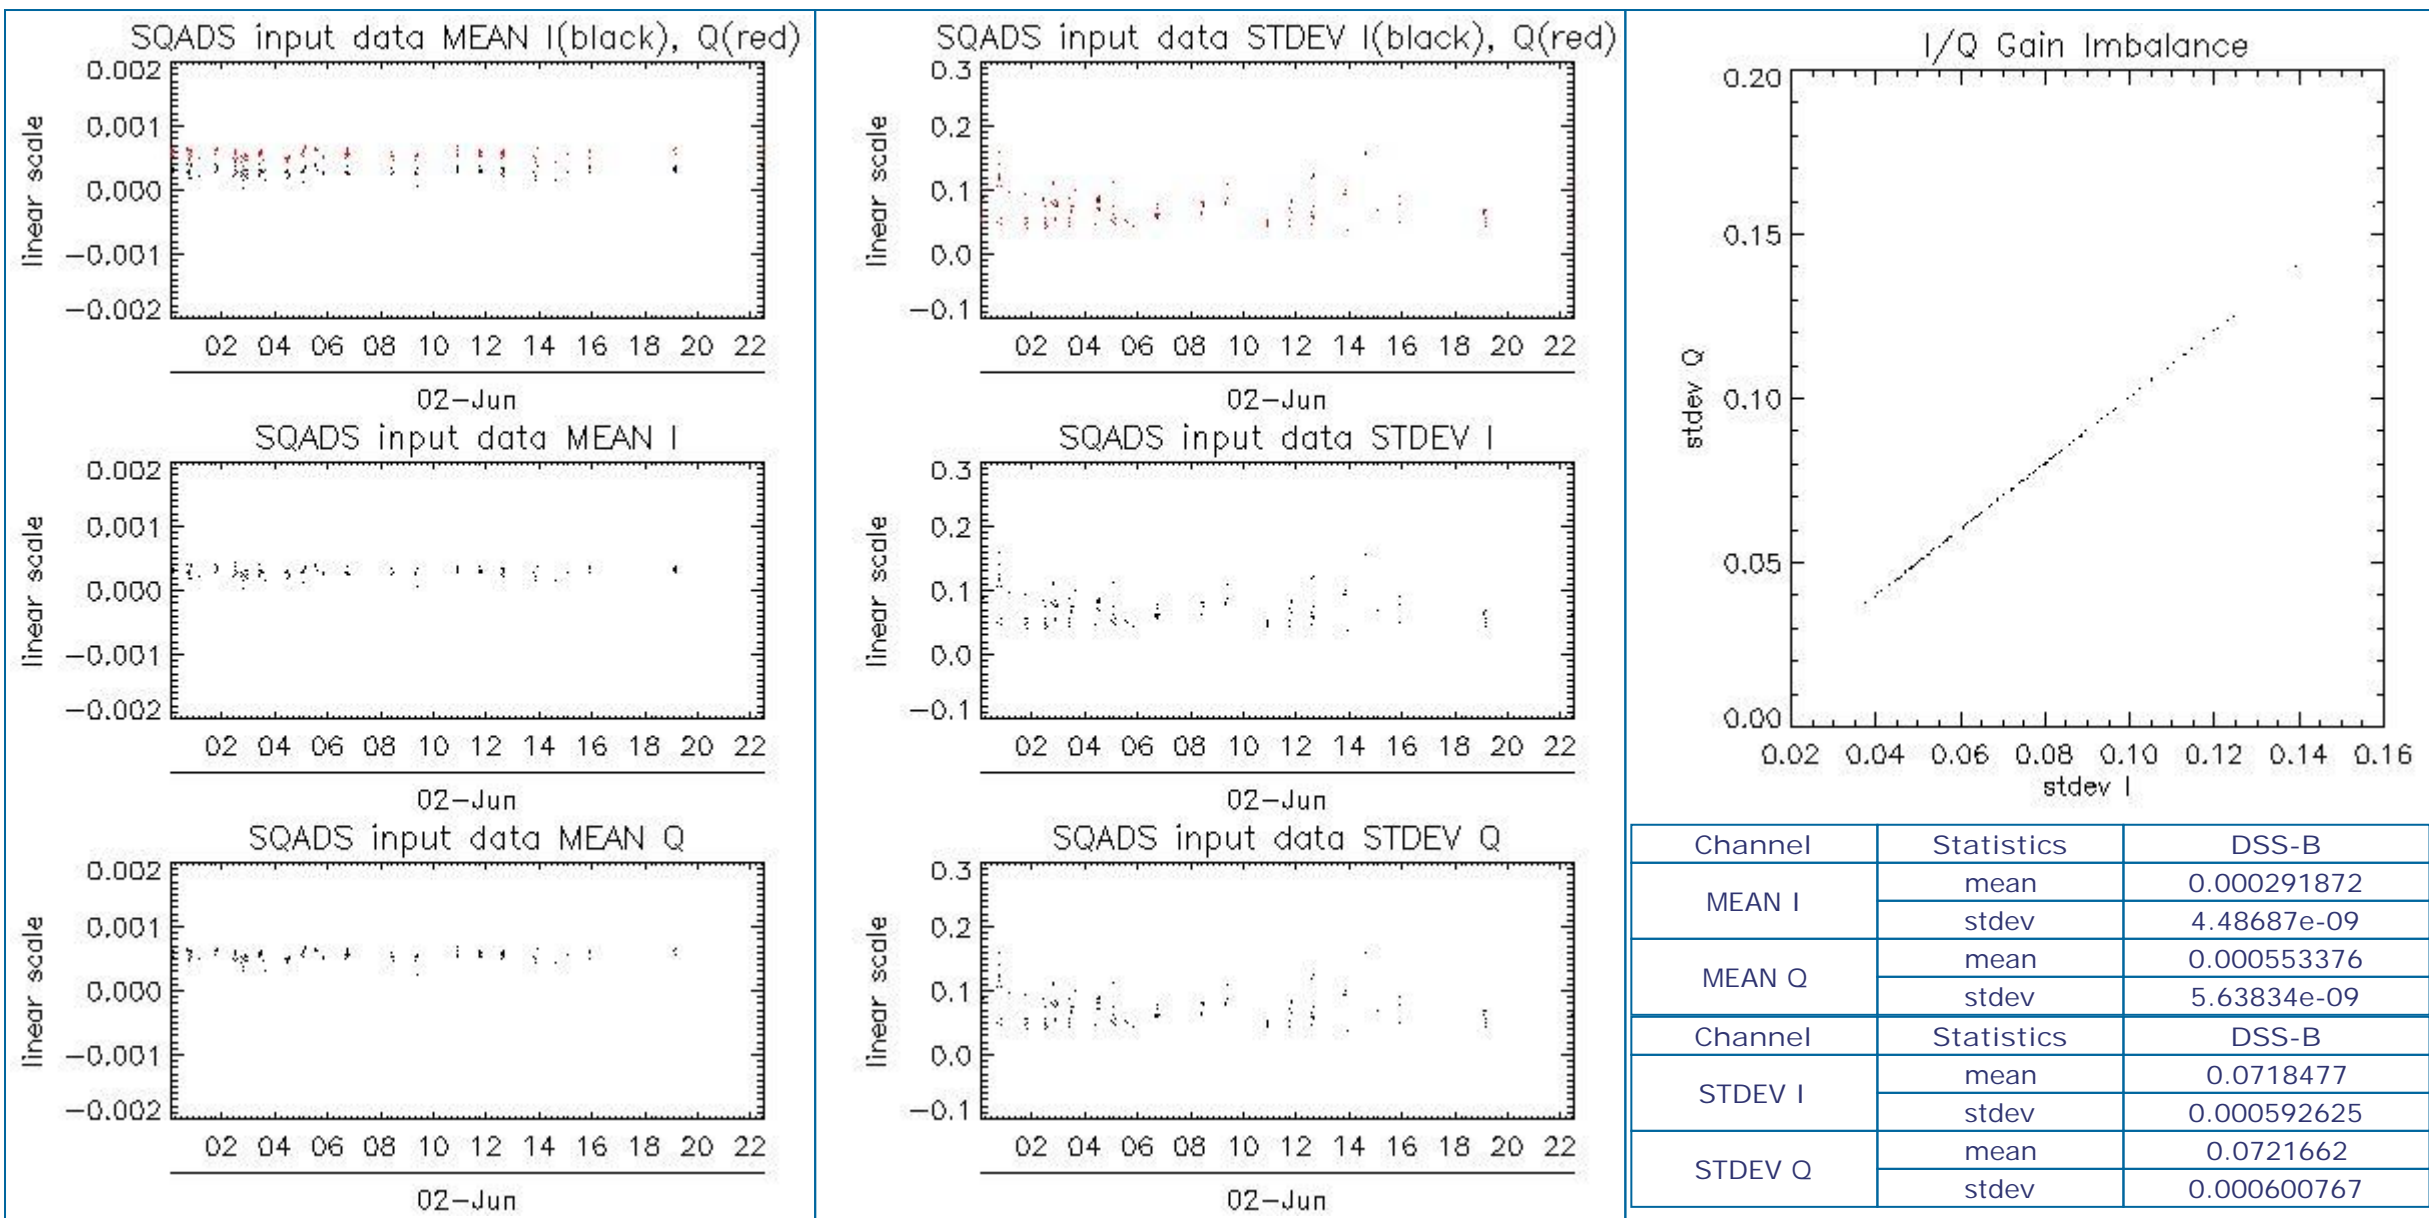 SQADS input data MEAN I(black), Q(red)
0.002
0.001
0.000
-0.001
-0.002
linear scale
02 04 06 08 10 12 14 16 18 20 22
02-Jun
SQADS input data MEAN I
0.002
0.001
0.000
-0.001
-0.002
linear scale
02 04 06 08 10 12 14 16 18 20 22
02-Jun
SQADS input data MEAN Q
0.002
0.001
0.000
-0.001
-0.002
linear scale
02 04 06 08 10 12 14 16 18 20 22
02-Jun
SQADS input data STDEV I(black), Q(red)
0.3
0.2
0.1
0.0
-0.1
linear scale
02 04 06 08 10 12 14 16 18 20 22
02-Jun
SQADS input data STDEV I
0.3
0.2
0.1
0.0
-0.1
linear scale
02 04 06 08 10 12 14 16 18 20 22
02-Jun
SQADS input data STDEV Q
0.3
0.2
0.1
0.0
-0.1
linear scale
02 04 06 08 10 12 14 16 18 20 22
02-Jun
I/Q Gain Imbalance
0.20
0.15
0.10
0.05
0.00
stdev Q
0.02 0.04 0.06 0.08 0.10 0.12 0.14 0.16
stdev I
Channel Statistics DSS-B
MEAN I mean 0.000291872
stdev 4.48687e-09
MEAN Q mean 0.000553376
stdev 5.63834e-09
Channel Statistics DSS-B
STDEV I mean 0.0718477
stdev 0.000592625
STDEV Q mean 0.0721662
stdev 0.000600767